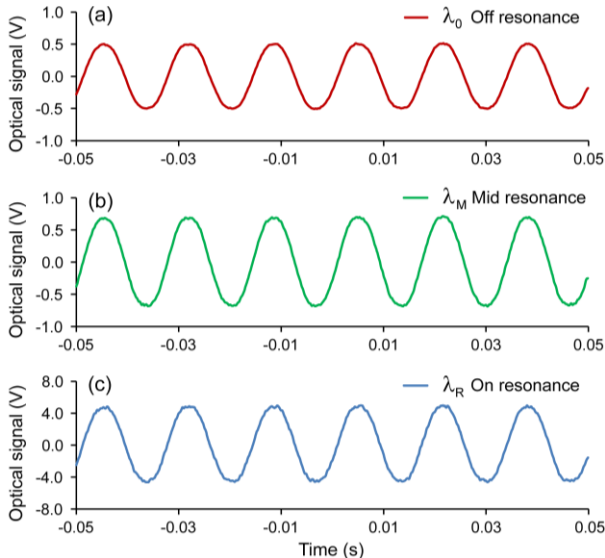 (a)
λ0 Off resonance
Optical signal (V)
1.0
0.5
0.0
-0.5
-1.0
-0.05 -0.03 -0.01 0.01 0.03 0.05
(b)
λM Mid resonance
Optical signal (V)
1.0
0.5
0.0
-0.5
-1.0
-0.05 -0.03 -0.01 0.01 0.03 0.05
(c)
λR On resonance
Optical signal (V)
8.0
4.0
0.0
-4.0
-8.0
-0.05 -0.03 -0.01 0.01 0.03 0.05
Time (s)